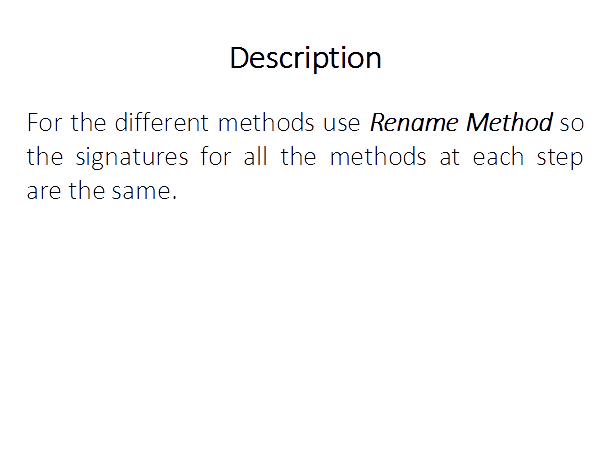 Description
For the different methods use Rename Method so
the signatures for all the methods at each step
are the same.